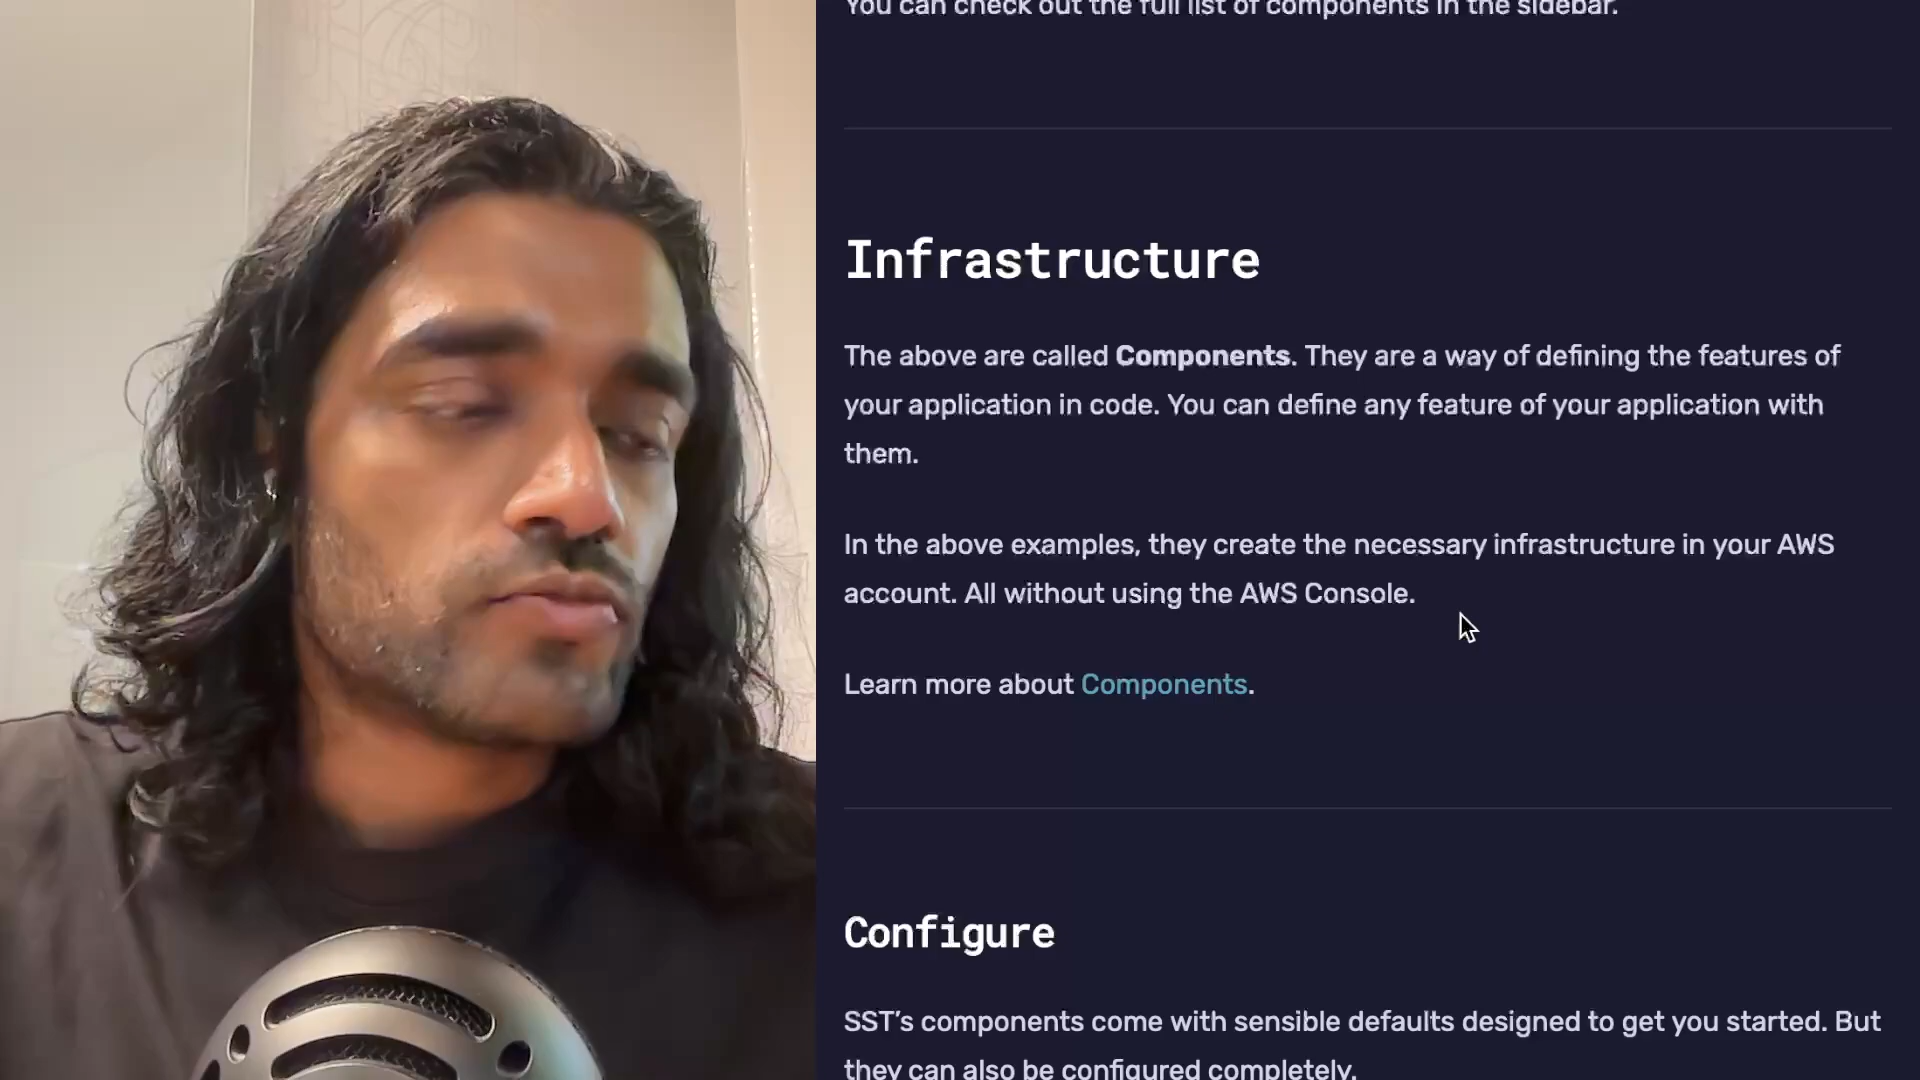 You can check out the full list of components in the sidebar.
Infrastructure
The above are called Components. They are a way of defining the features of
your application in code. You can define any feature of your application with
them.
In the above examples, they create the necessary infrastructure in your AWS
account. All without using the AWS Console.
Learn more about Components.
Configure
SST's components come with sensible defaults designed to get you started. But
they can also be configured completely.